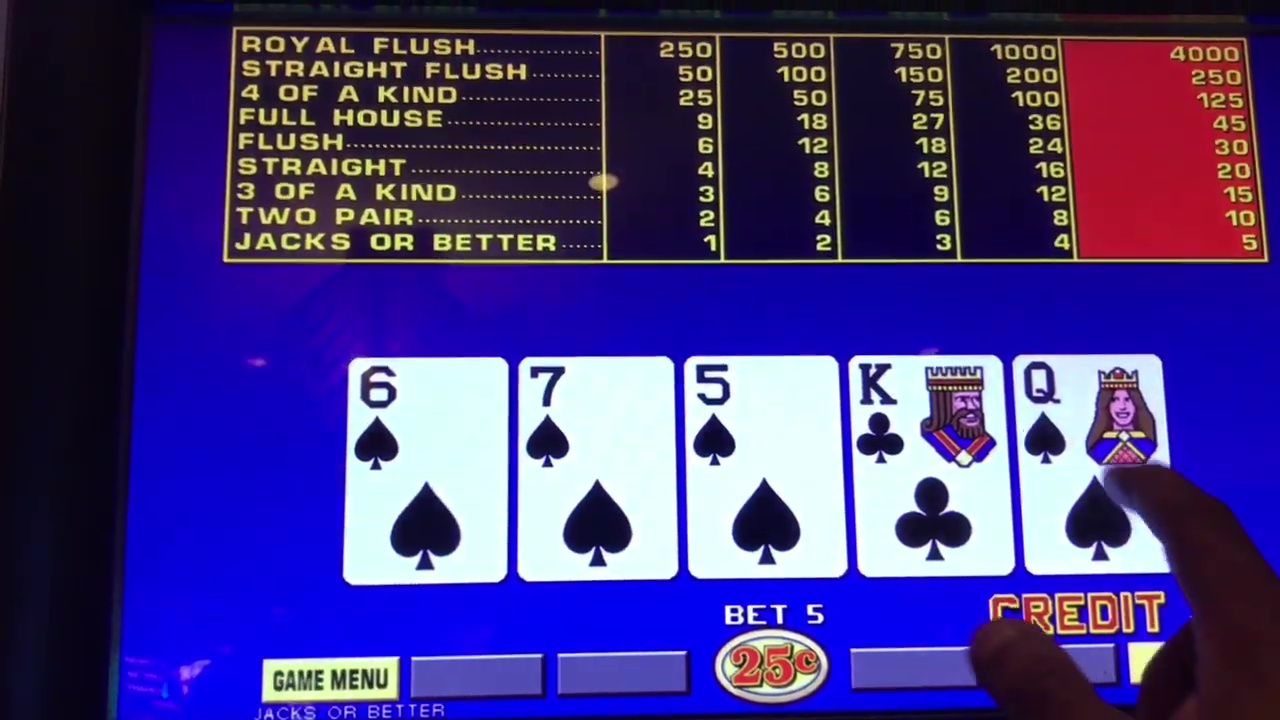 ROYAL FLUSH 250 500 750 1000 4000
STRAIGHT FLUSH 50 100 150 200 250
4 OF A KIND 25 50 75 100 125
FULL HOUSE 9 18 27 36 45
FLUSH 6 12 18 24 30
STRAIGHT 4 8 12 16 20
3 OF A KIND 3 6 9 12 15
TWO PAIR 2 4 6 8 10
JACKS OR BETTER 1 2 3 4 5
6 7 5 K Q
BET 5
CREDIT
GAME MENU
25¢
JACKS OR BETTER